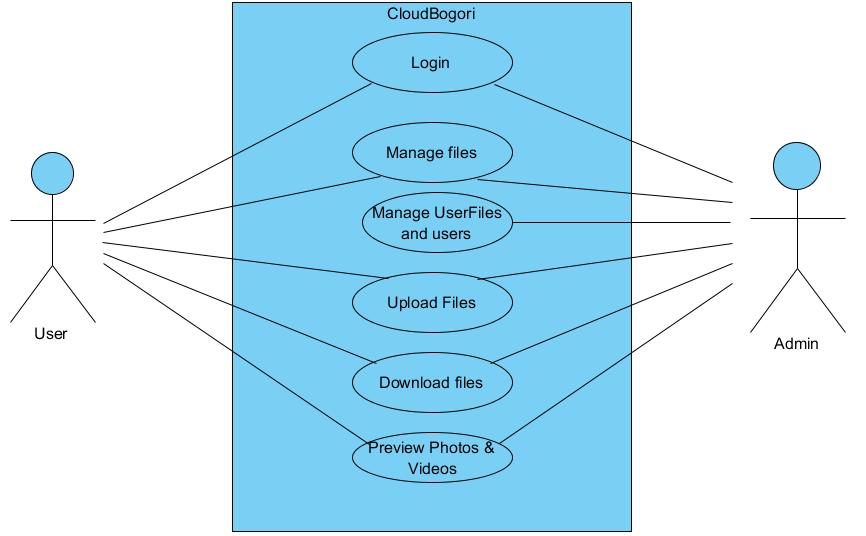 CloudBogori
Login
Manage files
Manage UserFiles
and users
Upload Files
Download files
Preview Photos &
Videos
User
Admin